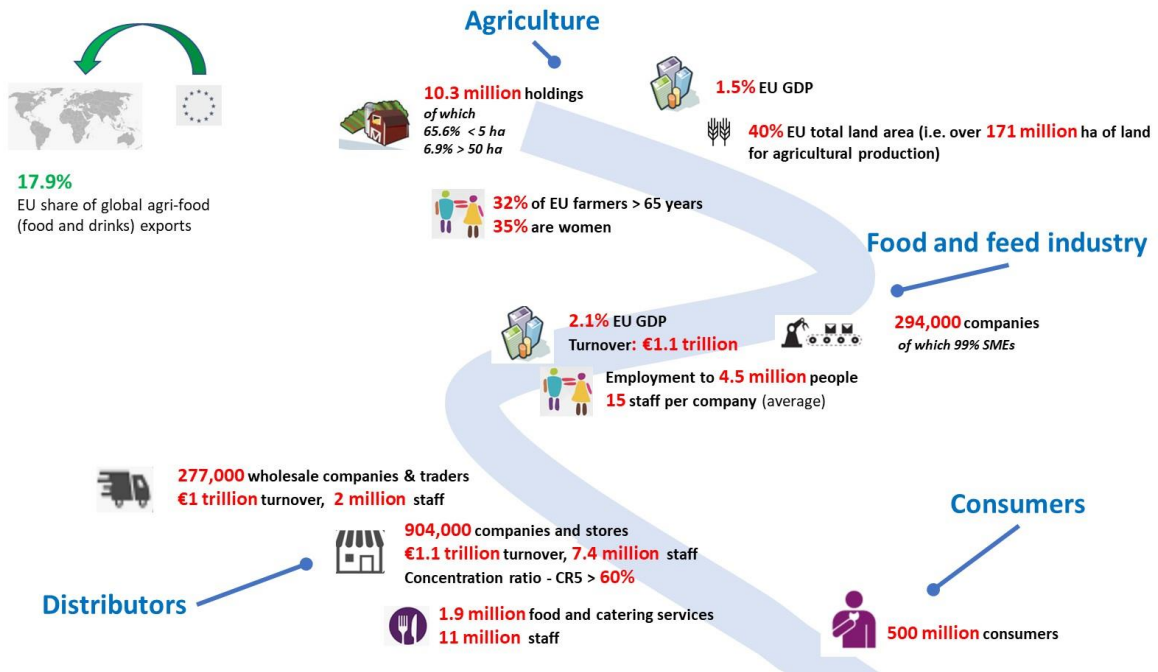 Agriculture
10.3 million holdings
of which
65.6% < 5 ha
6.9% > 50 ha
1.5% EU GDP
40% EU total land area (i.e. over 171 million ha of land
for agricultural production)
17.9%
EU share of global agri-food
(food and drinks) exports
32% of EU farmers > 65 years
35% are women
Food and feed industry
294,000 companies
of which 99% SMEs
2.1% EU GDP
Turnover: €1.1 trillion
Employment to 4.5 million people
15 staff per company (average)
277,000 wholesale companies & traders
€1 trillion turnover, 2 million staff
904,000 companies and stores
€1.1 trillion turnover, 7.4 million staff
Concentration ratio - CR5 > 60%
Distributors
1.9 million food and catering services
11 million staff
Consumers
500 million consumers